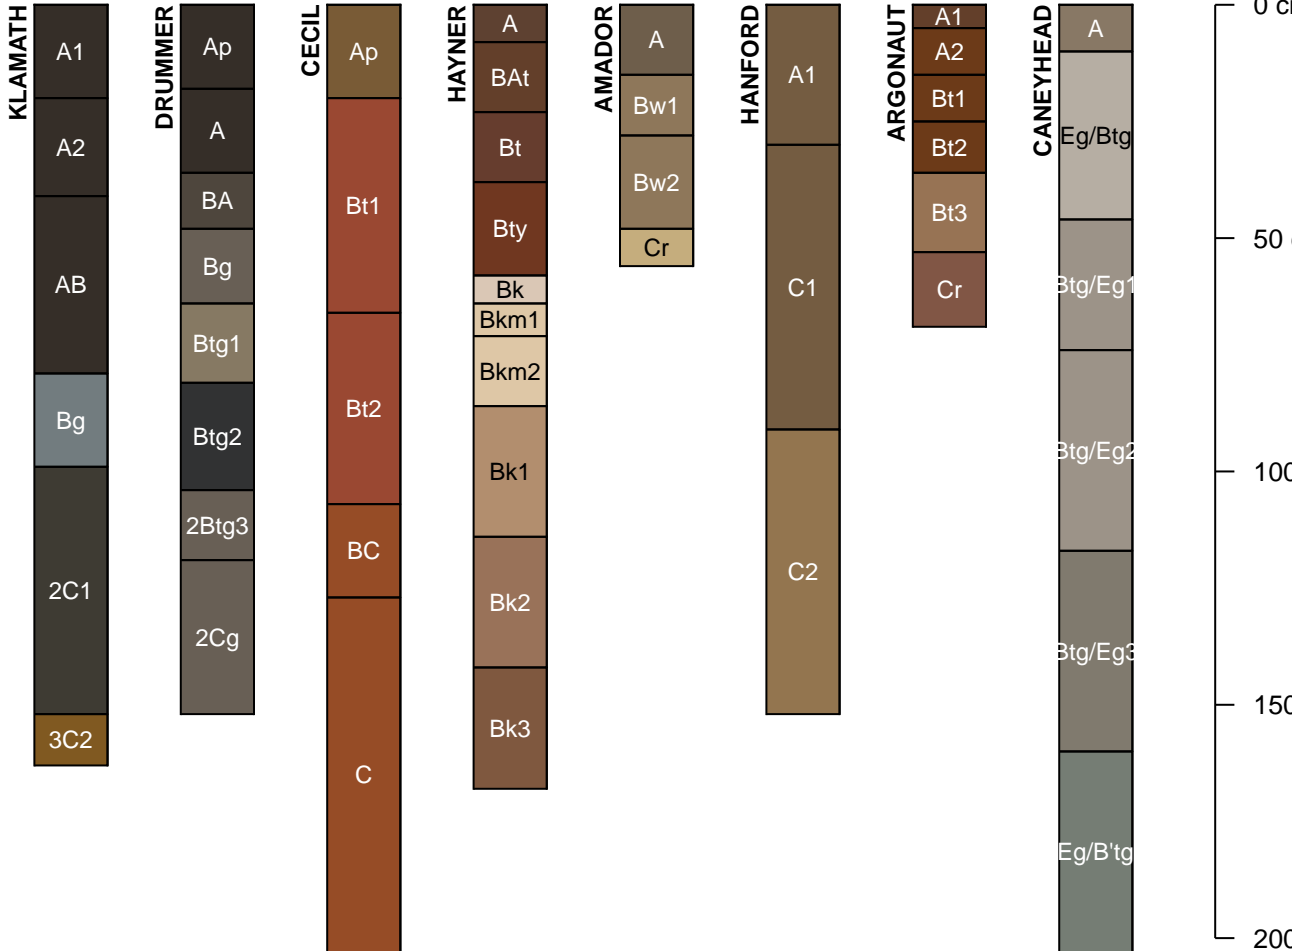 KLAMATH
A1
A2
AB
Bg
2C1
3C2
DRUMMER
Ap
A
BA
Bg
Btg1
Btg2
2Btg3
2Cg
CECIL
Ap
Bt1
Bt2
BC
C
HAYNER
A
BAt
Bt
Bty
Bk
Bkm1
Bkm2
Bk1
Bk2
Bk3
AMADOR
A
Bw1
Bw2
Cr
HANFORD
A1
C1
C2
ARGONAUT
A1
A2
Bt1
Bt2
Bt3
Cr
CANEYHEAD
A
Eg/Btg
Btg/Eg1
Btg/Eg2
Btg/Eg3
Eg/B'tg
0 c
50
100
150
200